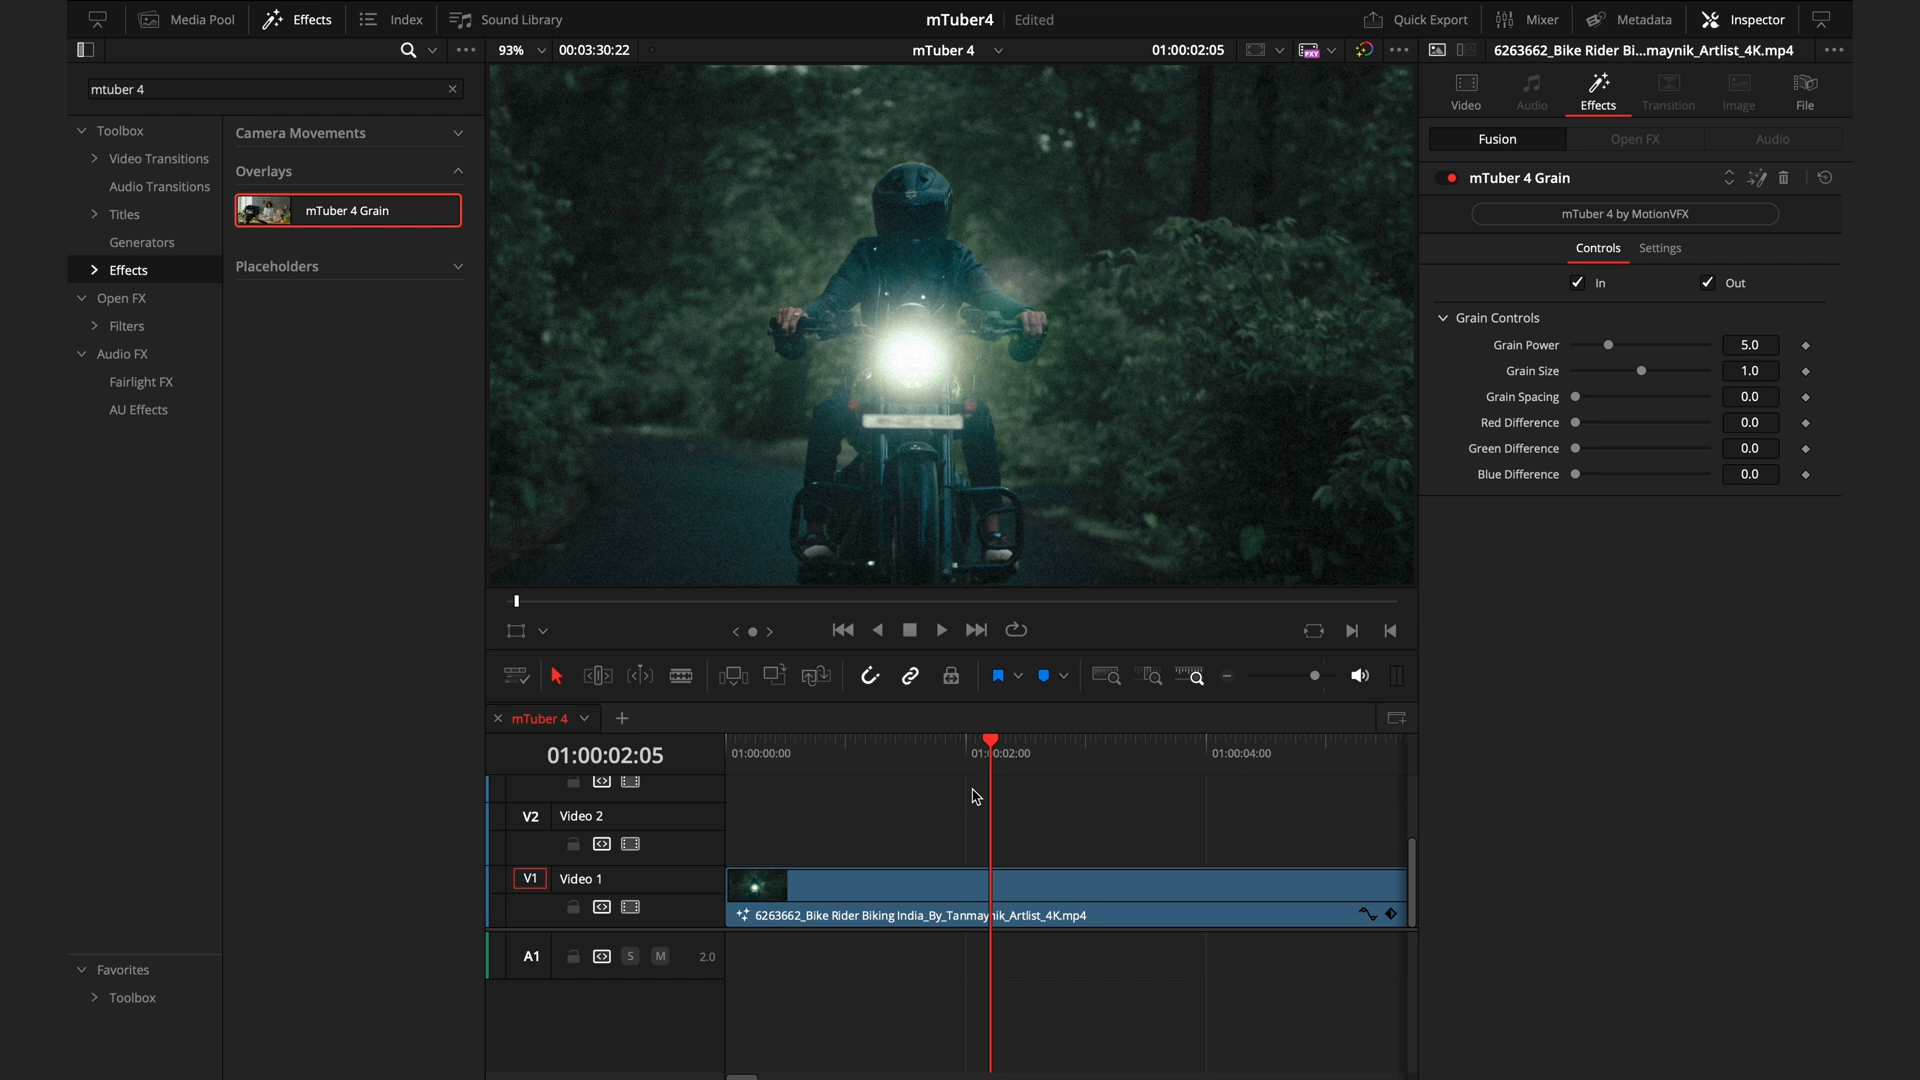 Media Pool
Effects
Index
Sound Library
mTuber4
Edited
Quick Export
Mixer
Metadata
Inspector
93%
00:03:30:22
mTuber 4
01:00:02:05
PXY
6263662_Bike Rider Bi...maynik_Artlist_4K.mp4
mtuber 4
Toolbox
Video Transitions
Audio Transitions
Titles
Generators
Effects
Open FX
Filters
Audio FX
Fairlight FX
AU Effects
Favorites
Toolbox
Camera Movements
Overlays
mTuber 4 Grain
Placeholders
Video
Audio
Effects
Transition
Image
File
Fusion
Open FX
Audio
mTuber 4 Grain
mTuber 4 by MotionVFX
Controls
Settings
In
Out
Grain Controls
Grain Power 5.0
Grain Size 1.0
Grain Spacing 0.0
Red Difference 0.0
Green Difference 0.0
Blue Difference 0.0
mTuber 4
01:00:02:05
01:00:00:00
01:00:02:00
01:00:04:00
V2
Video 2
V1
Video 1
6263662_Bike Rider Biking India_By_Tanmaynik_Artlist_4K.mp4
A1
S
M
2.0